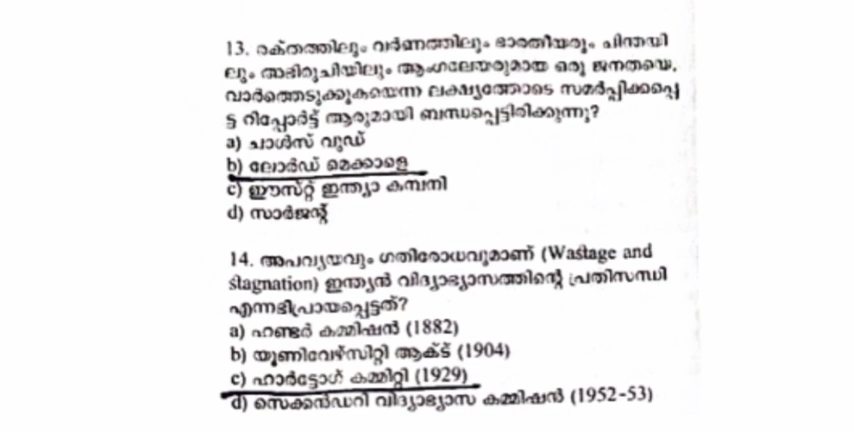 13. രക്തത്തിലും വർണത്തിലും ഭാരതീയരും ചിന്തയി
ലും അഭിരുചിയിലും ആംഗലേയരുമായ ഒരു ജനതയെ,
വാർത്തെടുക്കുകയെന്ന ലക്ഷ്യത്തോടെ സമർപ്പിക്കപ്പെ
ട്ട റിപ്പോർട്ട് ആരുമായി ബന്ധപ്പെട്ടിരിക്കുന്നു?
a) ചാൾസ് വുഡ്
b) ലോർഡ് മെക്കാളെ
c) ഈസ്റ്റ് ഇന്ത്യാ കമ്പനി
d) സാർജന്റ്
14. അപവ്യയവും ഗതിരോധവുമാണ് (Wastage and
stagnation) ഇന്ത്യൻ വിദ്യാഭ്യാസത്തിന്റെ പ്രതിസന്ധി
എന്നഭിപ്രായപ്പെട്ടത്?
a) ഹണ്ടർ കമ്മിഷൻ (1882)
b) യൂണിവേഴ്സിറ്റി ആക്ട് (1904)
c) ഹാർട്ടോഗ് കമ്മിറ്റി (1929)
d) സെക്കൻഡറി വിദ്യാഭ്യാസ കമ്മിഷൻ (1952-53)